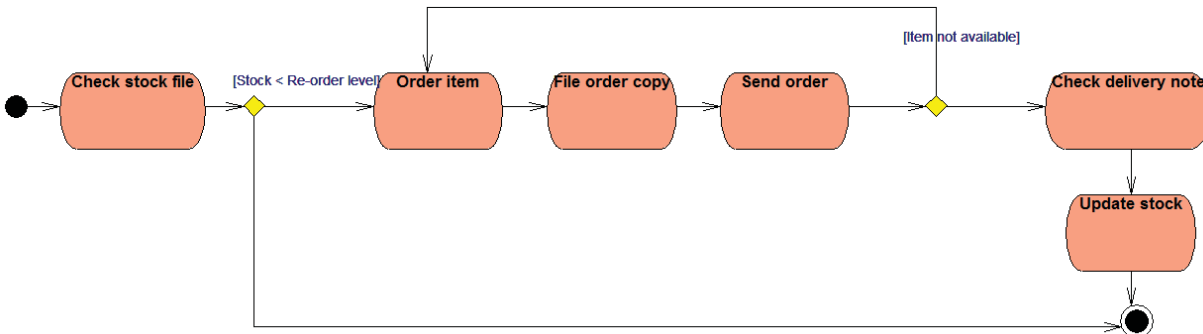 [Item not available]
Check stock file
[Stock < Re-order level]
Order item
File order copy
Send order
Check delivery note
Update stock